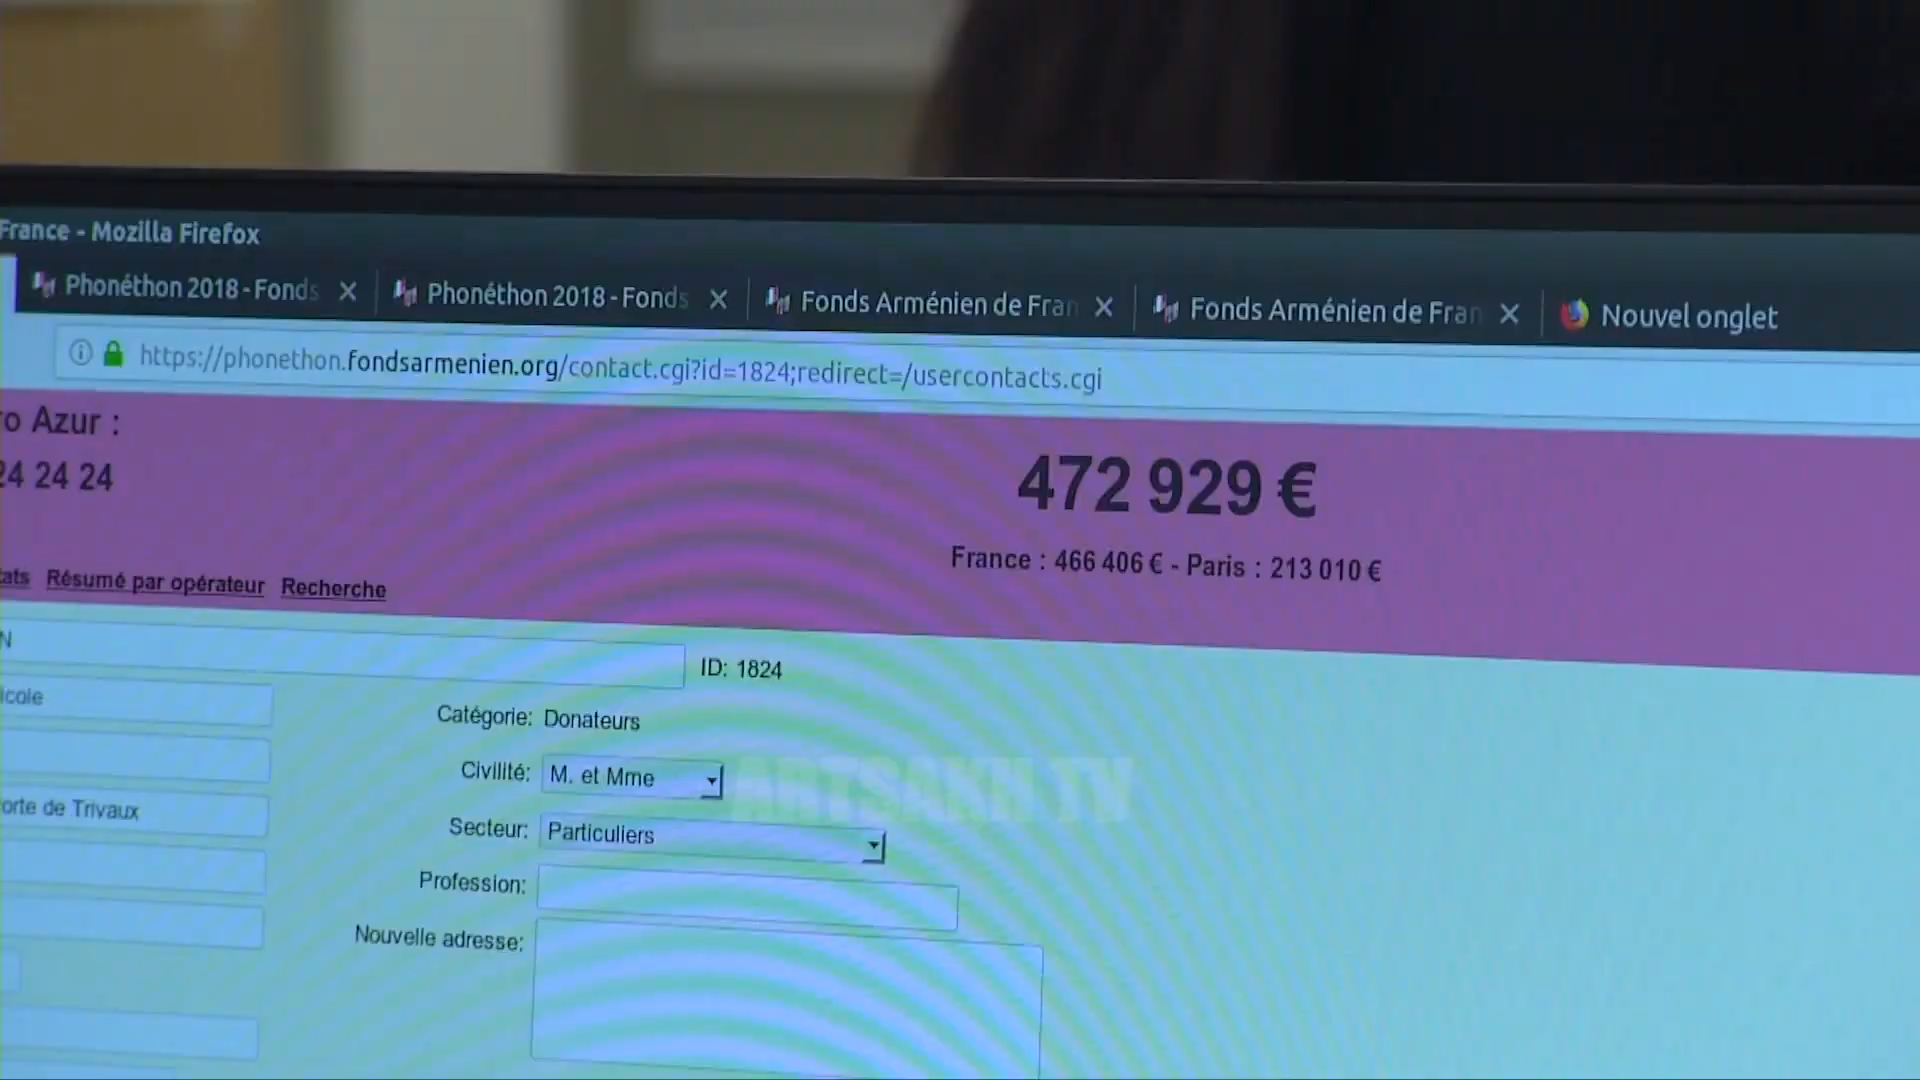 France - Mozilla Firefox
Phonéthon 2018 - Fonds
Phonéthon 2018 - Fonds
Fonds Arménien de Fran
Fonds Arménien de Fran
Nouvel onglet
https://phonethon.fondsarmenien.org/contact.cgi?id=1824;redirect=/usercontacts.cgi
ro Azur :
24 24 24
472 929 €
France : 466 406 € - Paris : 213 010 €
tats Résumé par opérateur Recherche
N
ID: 1824
icole
Catégorie: Donateurs
Civilité: M. et Mme
orte de Trivaux
Secteur: Particuliers
Profession:
Nouvelle adresse:
ARTSAKH TV